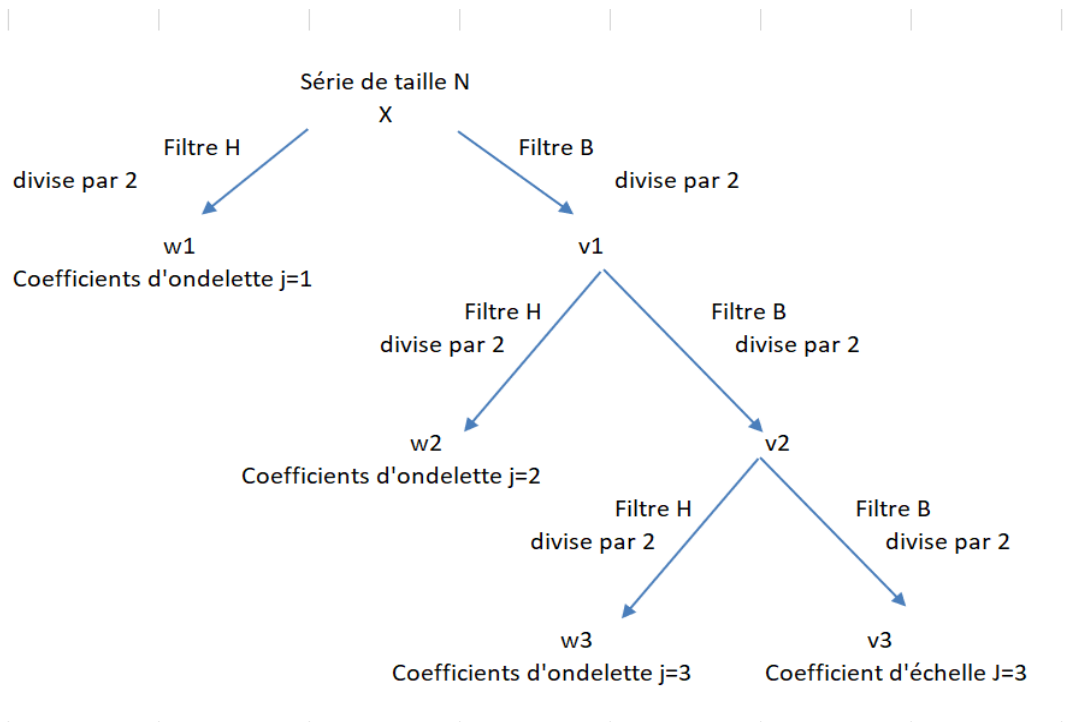 Série de taille N
X
Filtre H
Filtre B
divise par 2
divise par 2
w1
v1
Coefficients d'ondelette j=1
Filtre H
Filtre B
divise par 2
divise par 2
w2
v2
Coefficients d'ondelette j=2
Filtre H
Filtre B
divise par 2
divise par 2
w3
v3
Coefficients d'ondelette j=3
Coefficient d'échelle J=3